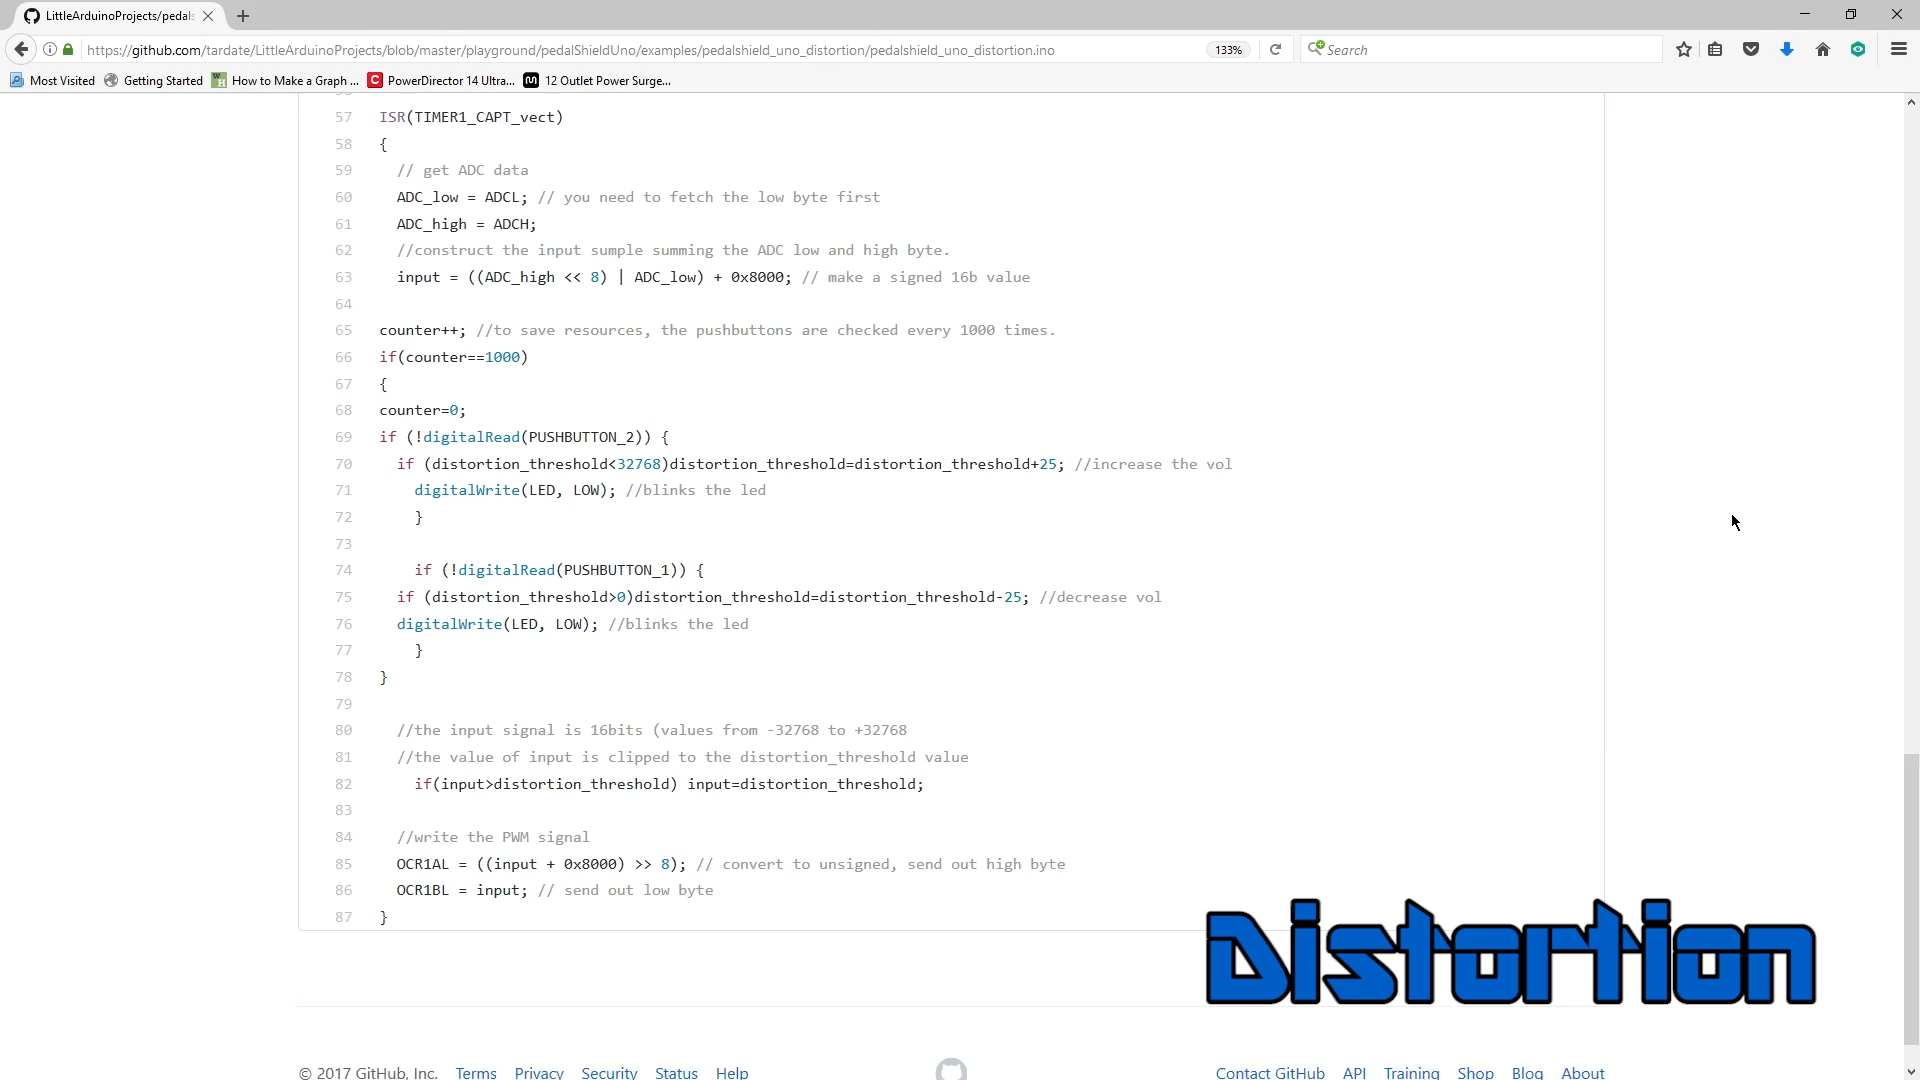 LittleArduinoProjects/pedals
https://github.com/tardate/LittleArduinoProjects/blob/master/playground/pedalShieldUno/examples/pedalshield_uno_distortion/pedalshield_uno_distortion.ino 133% Search
Most Visited Getting Started How to Make a Graph ... PowerDirector 14 Ultra... 12 Outlet Power Surge...
57 ISR(TIMER1_CAPT_vect)
58 {
59 // get ADC data
60 ADC_low = ADCL; // you need to fetch the low byte first
61 ADC_high = ADCH;
62 //construct the input sumple summing the ADC low and high byte.
63 input = ((ADC_high << 8) | ADC_low) + 0x8000; // make a signed 16b value
64
65 counter++; //to save resources, the pushbuttons are checked every 1000 times.
66 if(counter==1000)
67 {
68 counter=0;
69 if (!digitalRead(PUSHBUTTON_2)) {
70 if (distortion_threshold<32768)distortion_threshold=distortion_threshold+25; //increase the vol
71 digitalWrite(LED, LOW); //blinks the led
72 }
73
74 if (!digitalRead(PUSHBUTTON_1)) {
75 if (distortion_threshold>0)distortion_threshold=distortion_threshold-25; //decrease vol
76 digitalWrite(LED, LOW); //blinks the led
77 }
78 }
79
80 //the input signal is 16bits (values from -32768 to +32768
81 //the value of input is clipped to the distortion_threshold value
82 if(input>distortion_threshold) input=distortion_threshold;
83
84 //write the PWM signal
85 OCR1AL = ((input + 0x8000) >> 8); // convert to unsigned, send out high byte
86 OCR1BL = input; // send out low byte
87 }
Distortion
© 2017 GitHub, Inc. Terms Privacy Security Status Help Contact GitHub API Training Shop Blog About